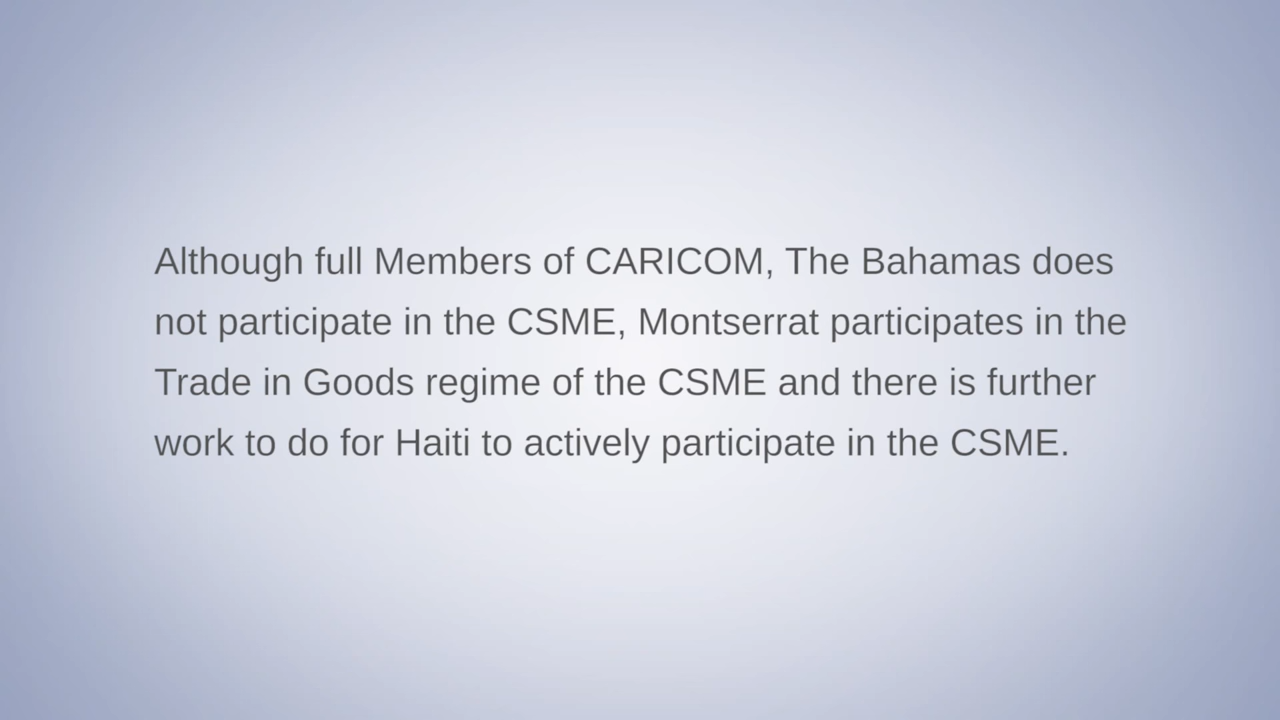 Although full Members of CARICOM, The Bahamas does
not participate in the CSME, Montserrat participates in the
Trade in Goods regime of the CSME and there is further
work to do for Haiti to actively participate in the CSME.